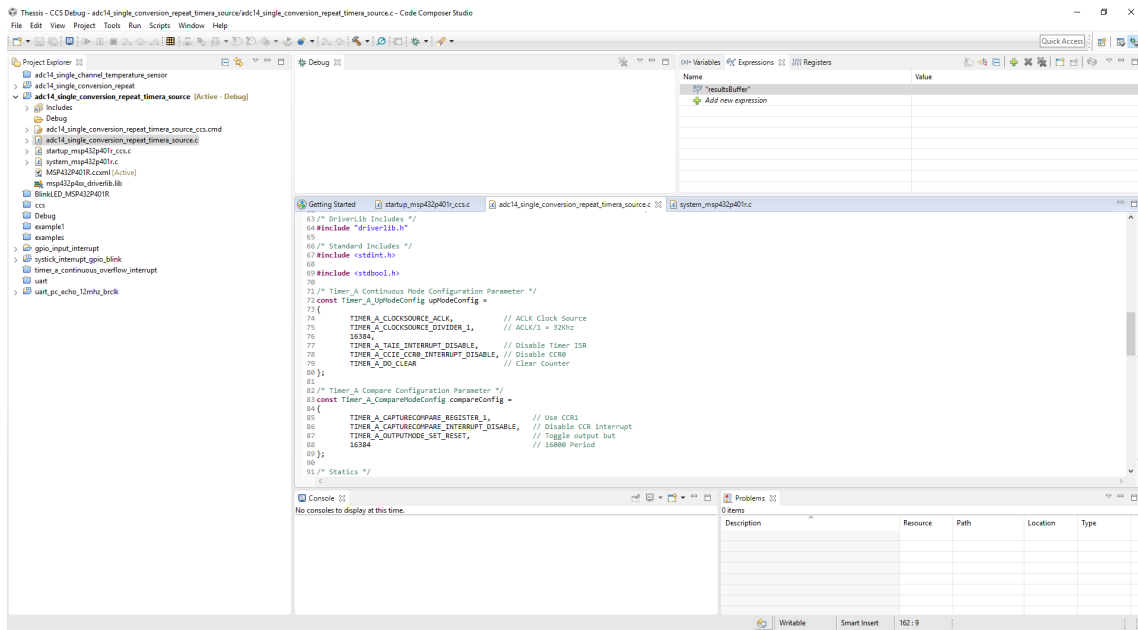 Thessis - CCS Debug - adc14_single_conversion_repeat_timera_source/adc14_single_conversion_repeat_timera_source.c - Code Composer Studio
File Edit View Project Tools Run Scripts Window Help
Quick Access
Project Explorer
adc14_single_channel_temperature_sensor
adc14_single_conversion_repeat
adc14_single_conversion_repeat_timera_source [Active - Debug]
Includes
Debug
adc14_single_conversion_repeat_timera_source_ccs.cmd
adc14_single_conversion_repeat_timera_source.c
startup_msp432p401r_ccs.c
system_msp432p401r.c
MSP432P401R.ccxml [Active]
msp432p4xx_driverlib.lib
BlinkLED_MSP432P401R
ccs
Debug
example1
examples
gpio_input_interrupt
systick_interrupt_gpio_blink
timer_a_continuous_overflow_interrupt
uart
uart_pc_echo_12mhz_brclk
Debug
(x)= Variables Expressions Registers
Name Value
"resultsBuffer"
Add new expression
Getting Started startup_msp432p401r_ccs.c adc14_single_conversion_repeat_timera_source.c system_msp432p401r.c
63 /* DriverLib Includes */
64 #include "driverlib.h"
65
66 /* Standard Includes */
67 #include <stdint.h>
68
69 #include <stdbool.h>
70
71 /* Timer_A Continuous Mode Configuration Parameter */
72 const Timer_A_UpModeConfig upModeConfig =
73 {
74 TIMER_A_CLOCKSOURCE_ACLK, // ACLK Clock Source
75 TIMER_A_CLOCKSOURCE_DIVIDER_1, // ACLK/1 = 32Khz
76 16384,
77 TIMER_A_TAIE_INTERRUPT_DISABLE, // Disable Timer ISR
78 TIMER_A_CCIE_CCR0_INTERRUPT_DISABLE, // Disable CCR0
79 TIMER_A_DO_CLEAR // Clear Counter
80 };
81
82 /* Timer_A Compare Configuration Parameter */
83 const Timer_A_CompareModeConfig compareConfig =
84 {
85 TIMER_A_CAPTURECOMPARE_REGISTER_1, // Use CCR1
86 TIMER_A_CAPTURECOMPARE_INTERRUPT_DISABLE, // Disable CCR interrupt
87 TIMER_A_OUTPUTMODE_SET_RESET, // Toggle output but
88 16384 // 16000 Period
89 };
90
91 /* Statics */
Console
No consoles to display at this time.
Problems
0 items
Description Resource Path Location Type
Writable Smart Insert 162 : 9